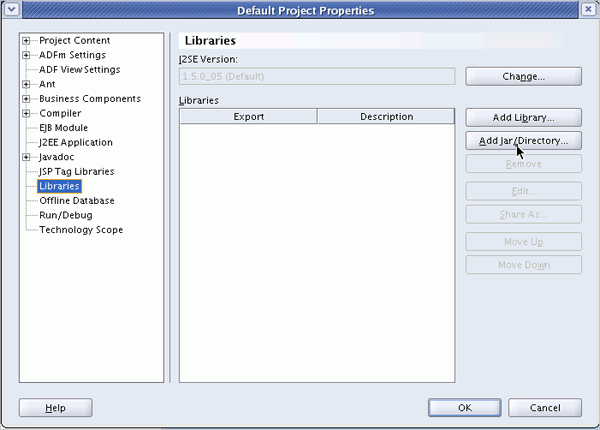 Default Project Properties
Project Content
ADFm Settings
ADF View Settings
Ant
Business Components
Compiler
EJB Module
J2EE Application
Javadoc
JSP Tag Libraries
Libraries
Offline Database
Run/Debug
Technology Scope
Libraries
J2SE Version:
1.5.0_05 (Default)
Change...
Libraries
Export Description
Add Library...
Add Jar/Directory...
Remove
Edit...
Share As...
Move Up
Move Down
Help
OK
Cancel